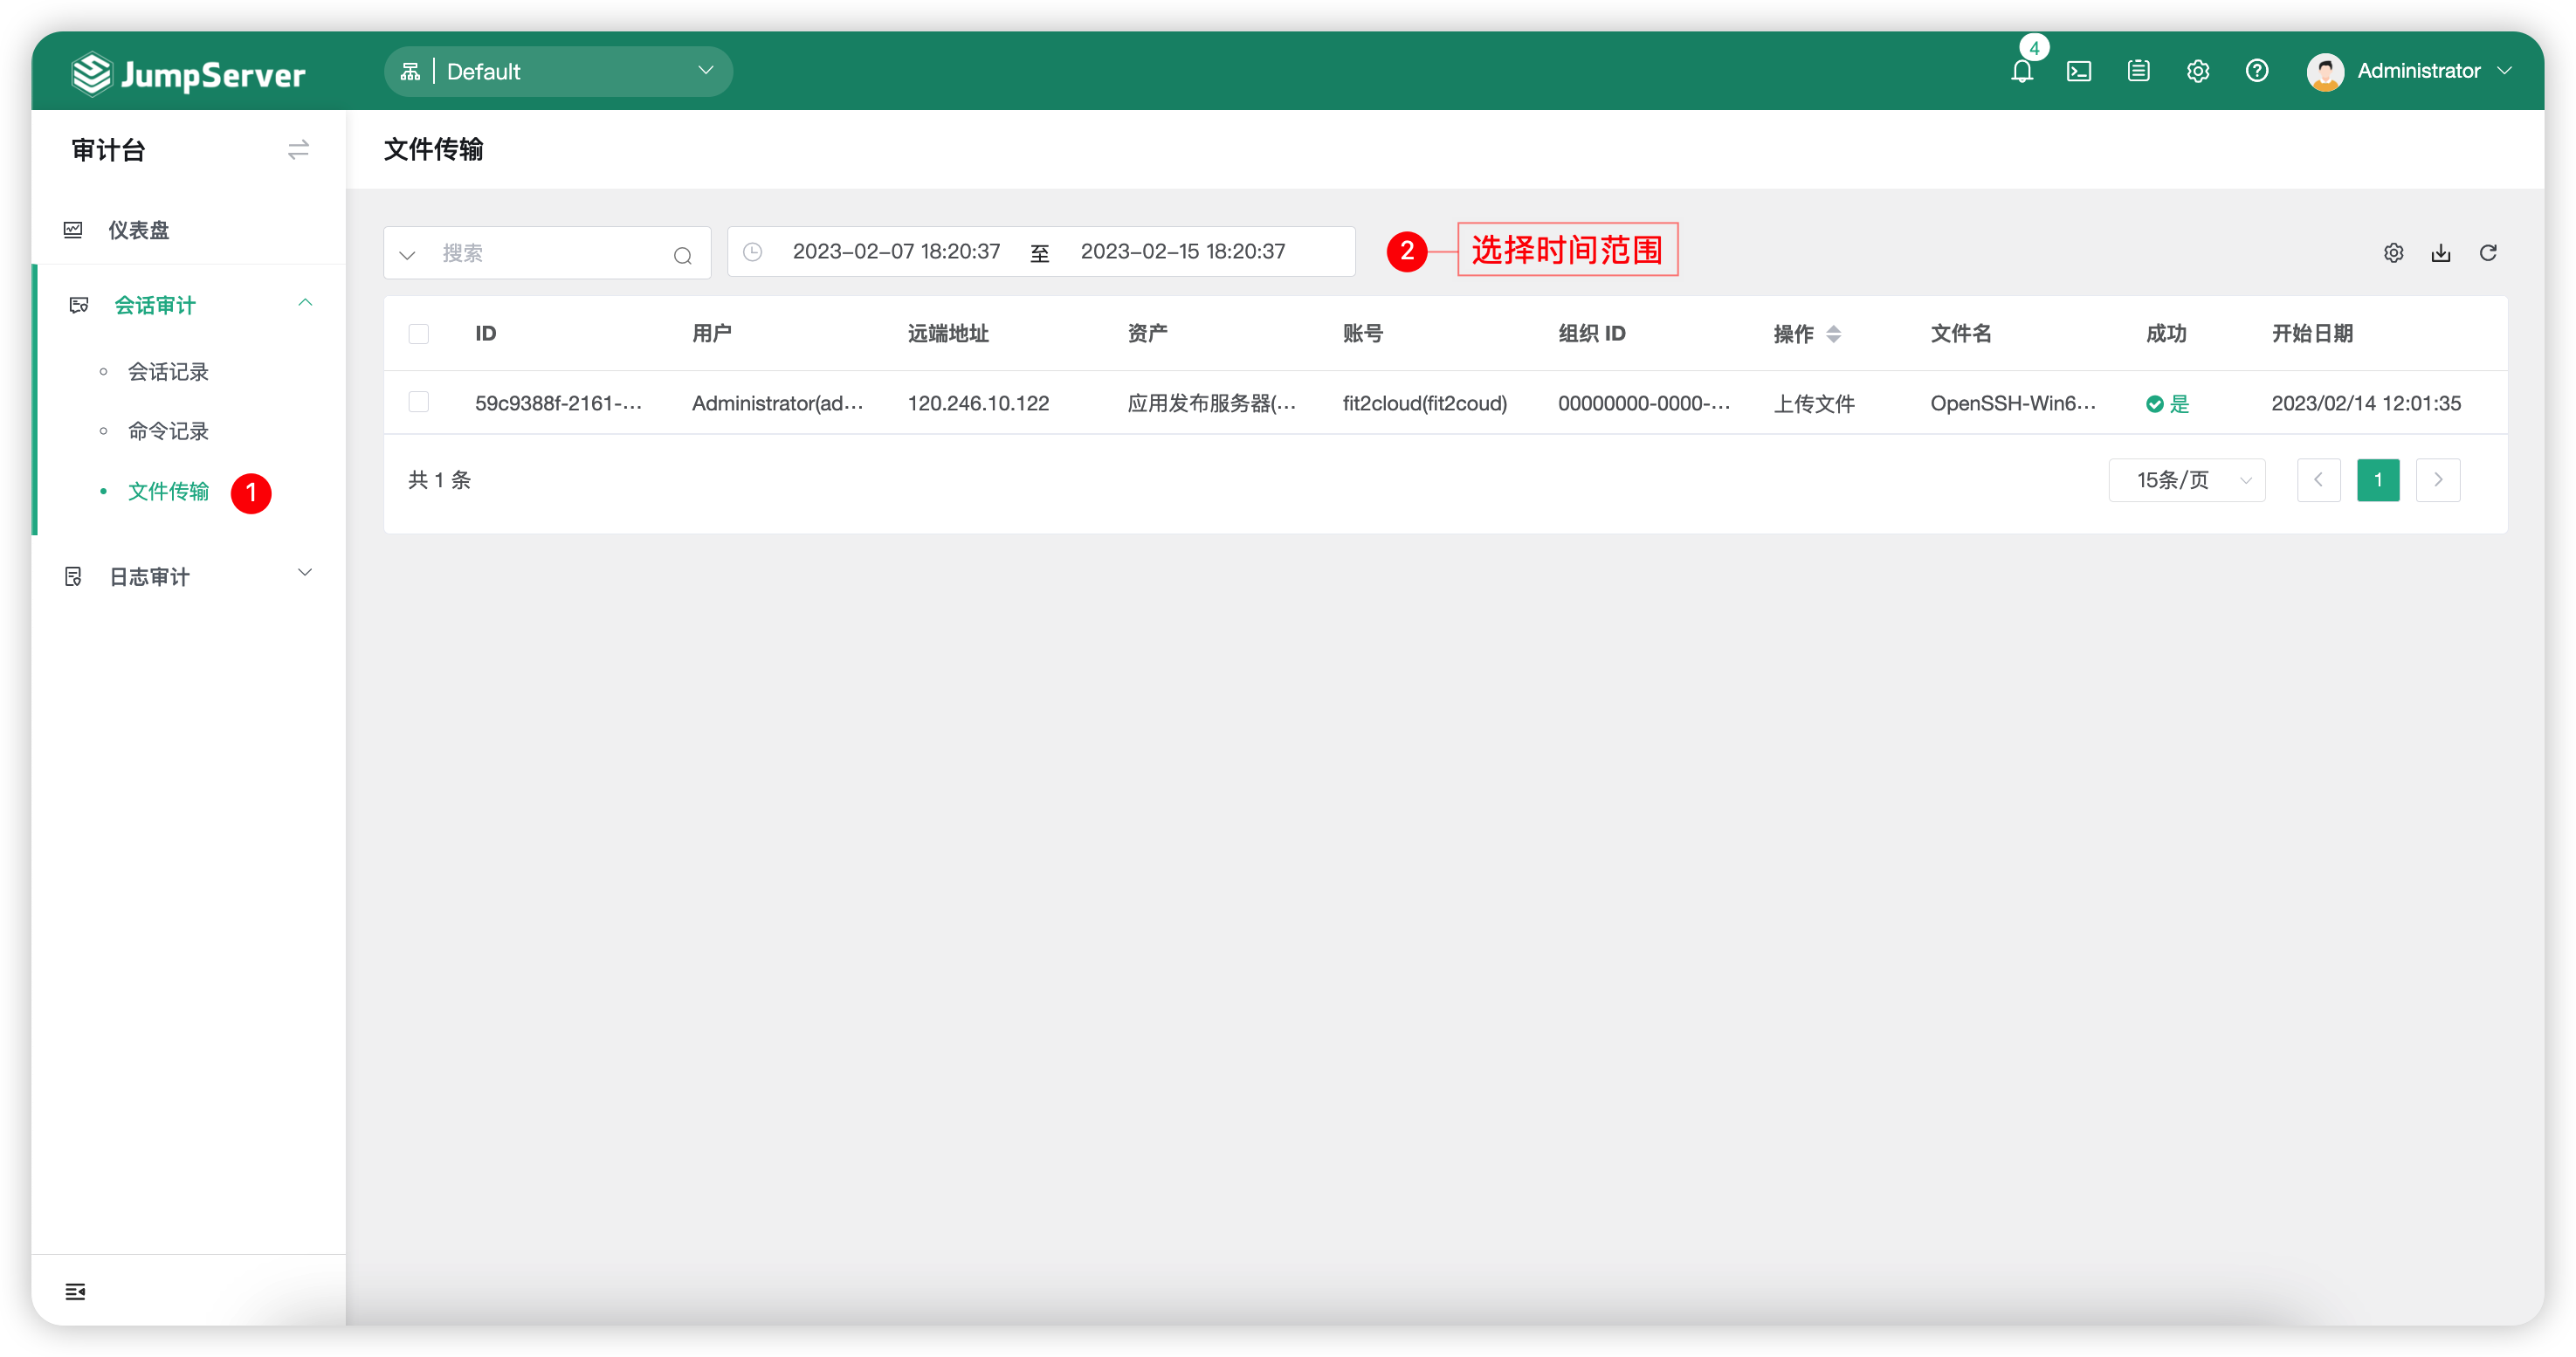 JumpServer
Default
4
Administrator
审计台
文件传输
仪表盘
搜索
2023-02-07 18:20:37 至 2023-02-15 18:20:37
2 选择时间范围
会话审计
会话记录
命令记录
文件传输 1
日志审计
ID 用户 远端地址 资产 账号 组织 ID 操作 文件名 成功 开始日期
59c9388f-2161-... Administrator(ad... 120.246.10.122 应用发布服务器(... fit2cloud(fit2coud) 00000000-0000-... 上传文件 OpenSSH-Win6... 是 2023/02/14 12:01:35
共 1 条
15条/页
1